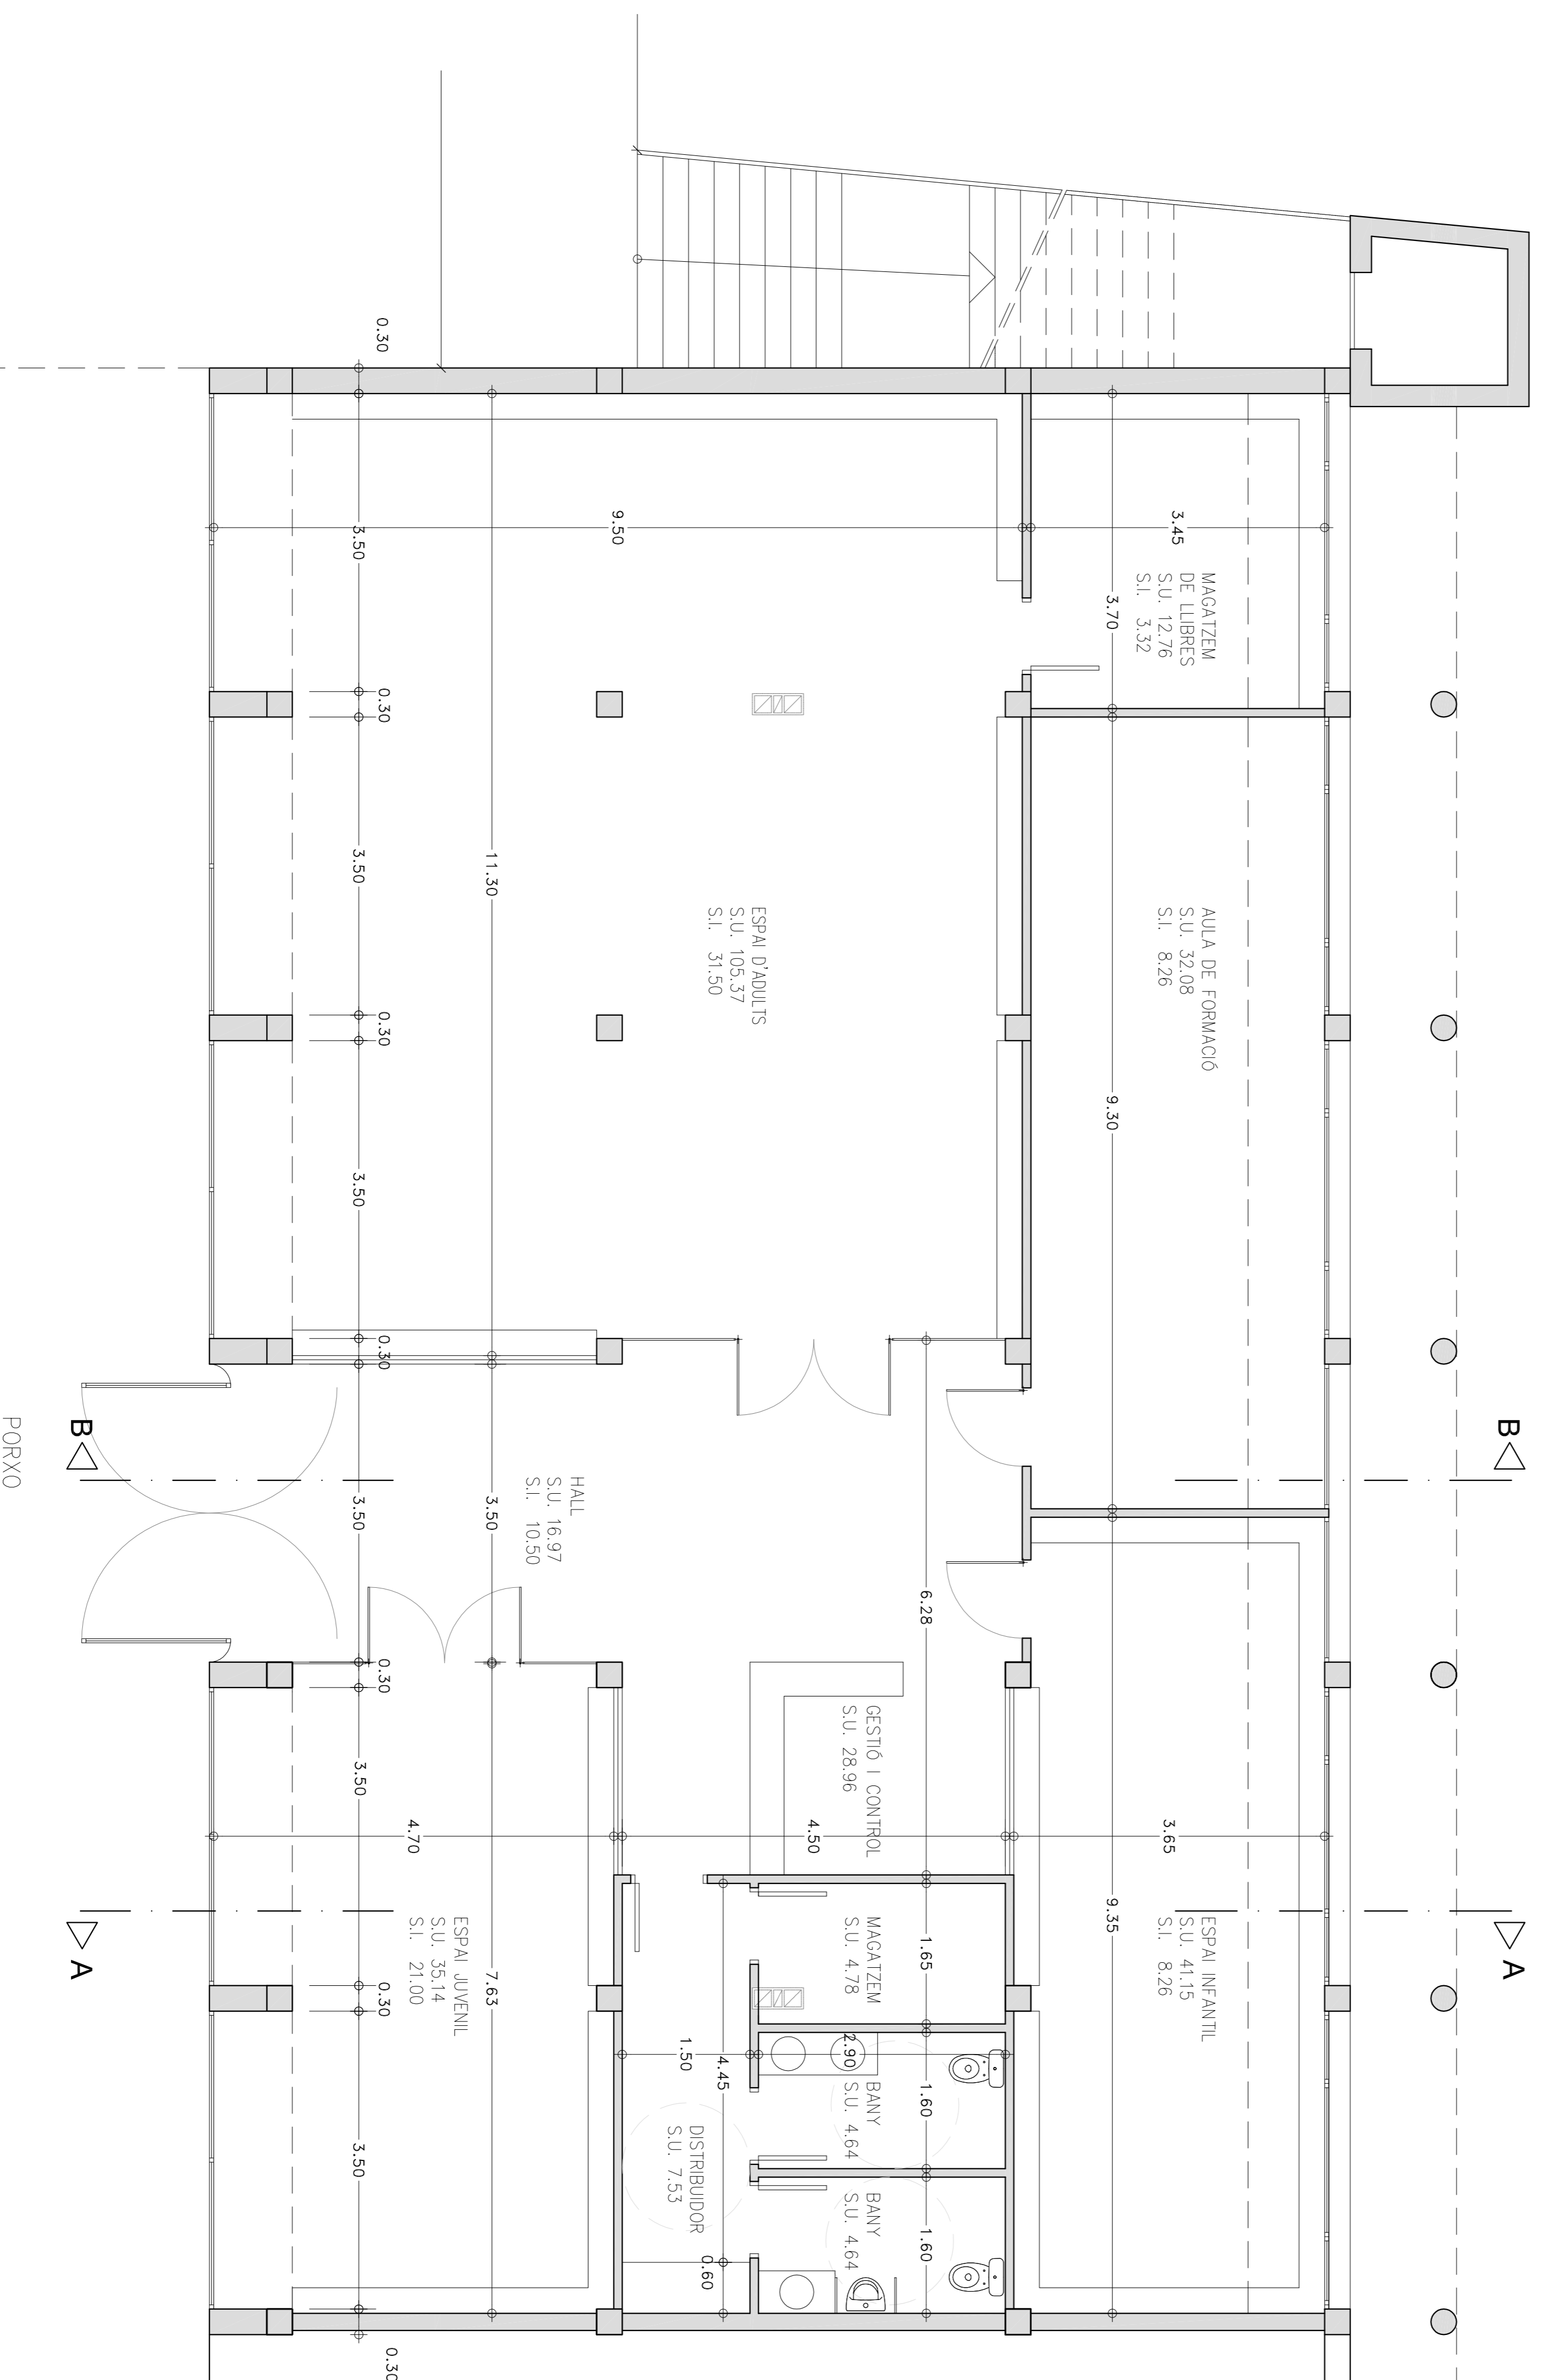 0.30
9.50
3.45
3.50
3.70
MAGATZEM
DE LLIBRES
S.U. 12.76
S.I. 3.32
0.30
3.50
11.30
ESPAI D'ADULTS
S.U. 105.37
S.I. 31.50
AULA DE FORMACIÓ
S.U. 32.08
S.I. 8.26
0.30
9.30
3.50
0.30
PORXO
B
B
HALL
S.U. 16.97
S.I. 10.50
3.50
3.50
6.28
0.30
GESTIÓ I CONTROL
S.U. 28.96
3.50
4.70
4.50
3.65
9.35
A
A
ESPAI JUVENIL
S.U. 35.14
S.I. 21.00
7.63
MAGATZEM
S.U. 4.78
1.65
ESPAI INFANTIL
S.U. 41.15
S.I. 8.26
0.30
1.50
4.45
2.90
BANY
S.U. 4.64
1.60
3.50
DISTRIBUIDOR
S.U. 7.53
BANY
S.U. 4.64
1.60
0.60
0.30